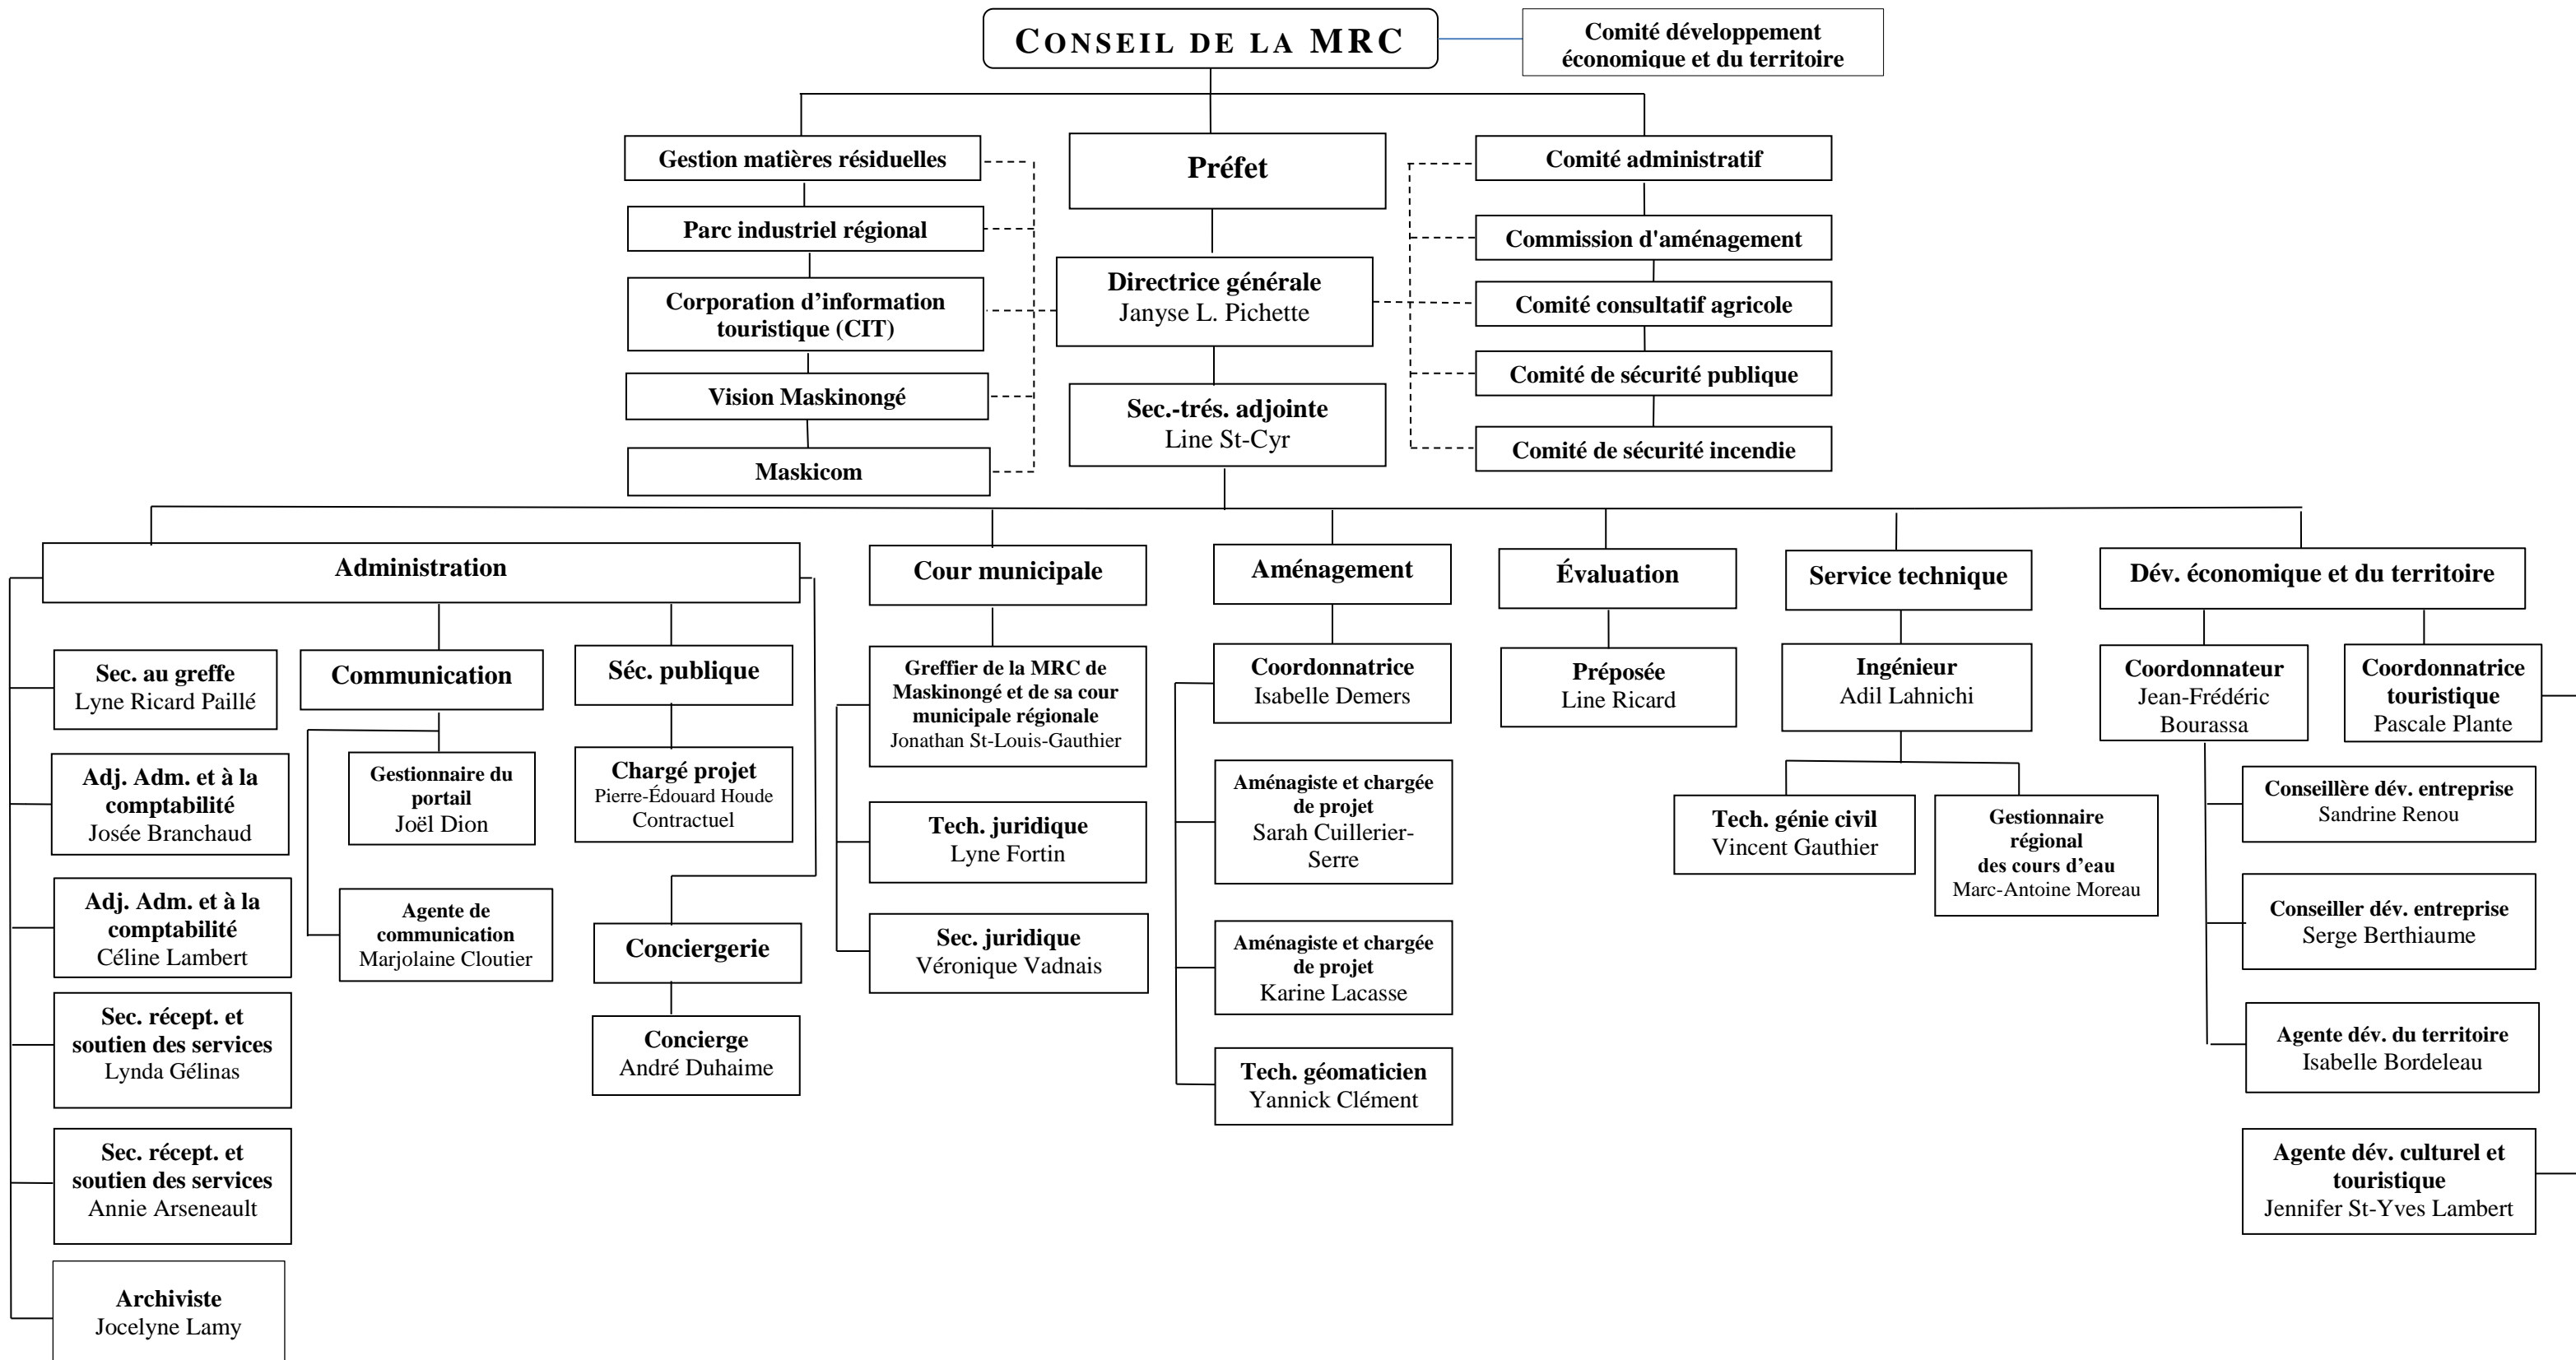 CONSEIL DE LA MRC
Comité développement
économique et du territoire
Gestion matières résiduelles
Parc industriel régional
Corporation d’information
touristique (CIT)
Vision Maskinongé
Maskicom
Préfet
Directrice générale
Janyse L. Pichette
Sec.-trés. adjointe
Line St-Cyr
Comité administratif
Commission d'aménagement
Comité consultatif agricole
Comité de sécurité publique
Comité de sécurité incendie
Administration
Sec. au greffe
Lyne Ricard Paillé
Adj. Adm. et à la
comptabilité
Josée Branchaud
Adj. Adm. et à la
comptabilité
Céline Lambert
Sec. récept. et
soutien des services
Lynda Gélinas
Sec. récept. et
soutien des services
Annie Arseneault
Archiviste
Jocelyne Lamy
Communication
Gestionnaire du
portail
Joël Dion
Agente de
communication
Marjolaine Cloutier
Séc. publique
Chargé projet
Pierre-Édouard Houde
Contractuel
Conciergerie
Concierge
André Duhaime
Cour municipale
Greffier de la MRC de
Maskinongé et de sa cour
municipale régionale
Jonathan St-Louis-Gauthier
Tech. juridique
Lyne Fortin
Sec. juridique
Véronique Vadnais
Aménagement
Coordonnatrice
Isabelle Demers
Aménagiste et chargée
de projet
Sarah Cuillerier-
Serre
Aménagiste et chargée
de projet
Karine Lacasse
Tech. géomaticien
Yannick Clément
Évaluation
Préposée
Line Ricard
Service technique
Ingénieur
Adil Lahnichi
Tech. génie civil
Vincent Gauthier
Gestionnaire
régional
des cours d’eau
Marc-Antoine Moreau
Dév. économique et du territoire
Coordonnateur
Jean-Frédéric
Bourassa
Coordonnatrice
touristique
Pascale Plante
Conseillère dév. entreprise
Sandrine Renou
Conseiller dév. entreprise
Serge Berthiaume
Agente dév. du territoire
Isabelle Bordeleau
Agente dév. culturel et
touristique
Jennifer St-Yves Lambert